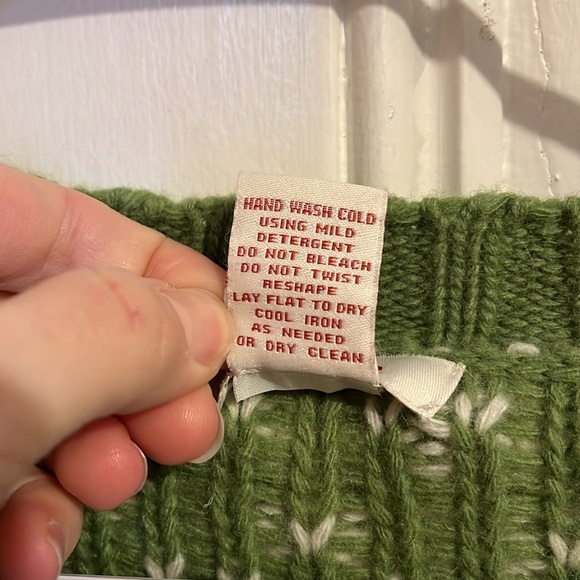 HAND WASH COLD
USING MILD
DETERGENT
DO NOT BLEACH
DO NOT TWIST
RESHAPE
LAY FLAT TO DRY
COOL IRON
AS NEEDED
OR DRY CLEAN